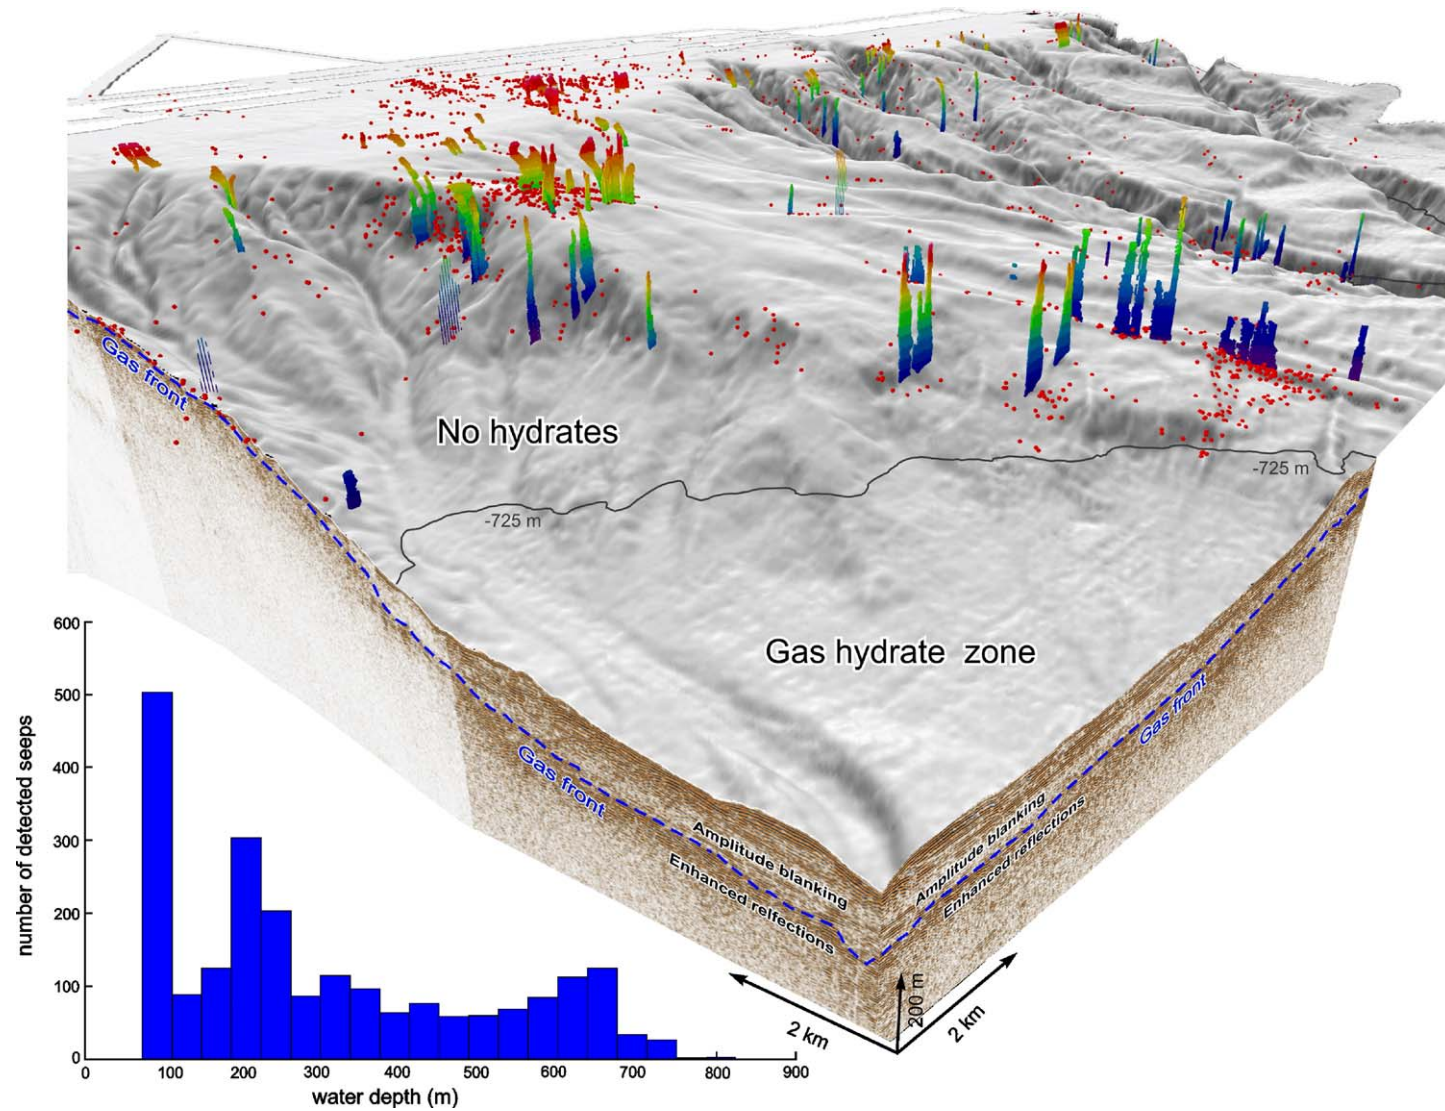 Gas front
No hydrates
-725 m
-725 m
Gas hydrate zone
Gas front
Gas front
Amplitude blanking
Enhanced relfections
Amplitude blanking
Enhanced reflections
200 m
2 km
2 km
number of detected seeps
600
500
400
300
200
100
0
0 100 200 300 400 500 600 700 800 900
water depth (m)